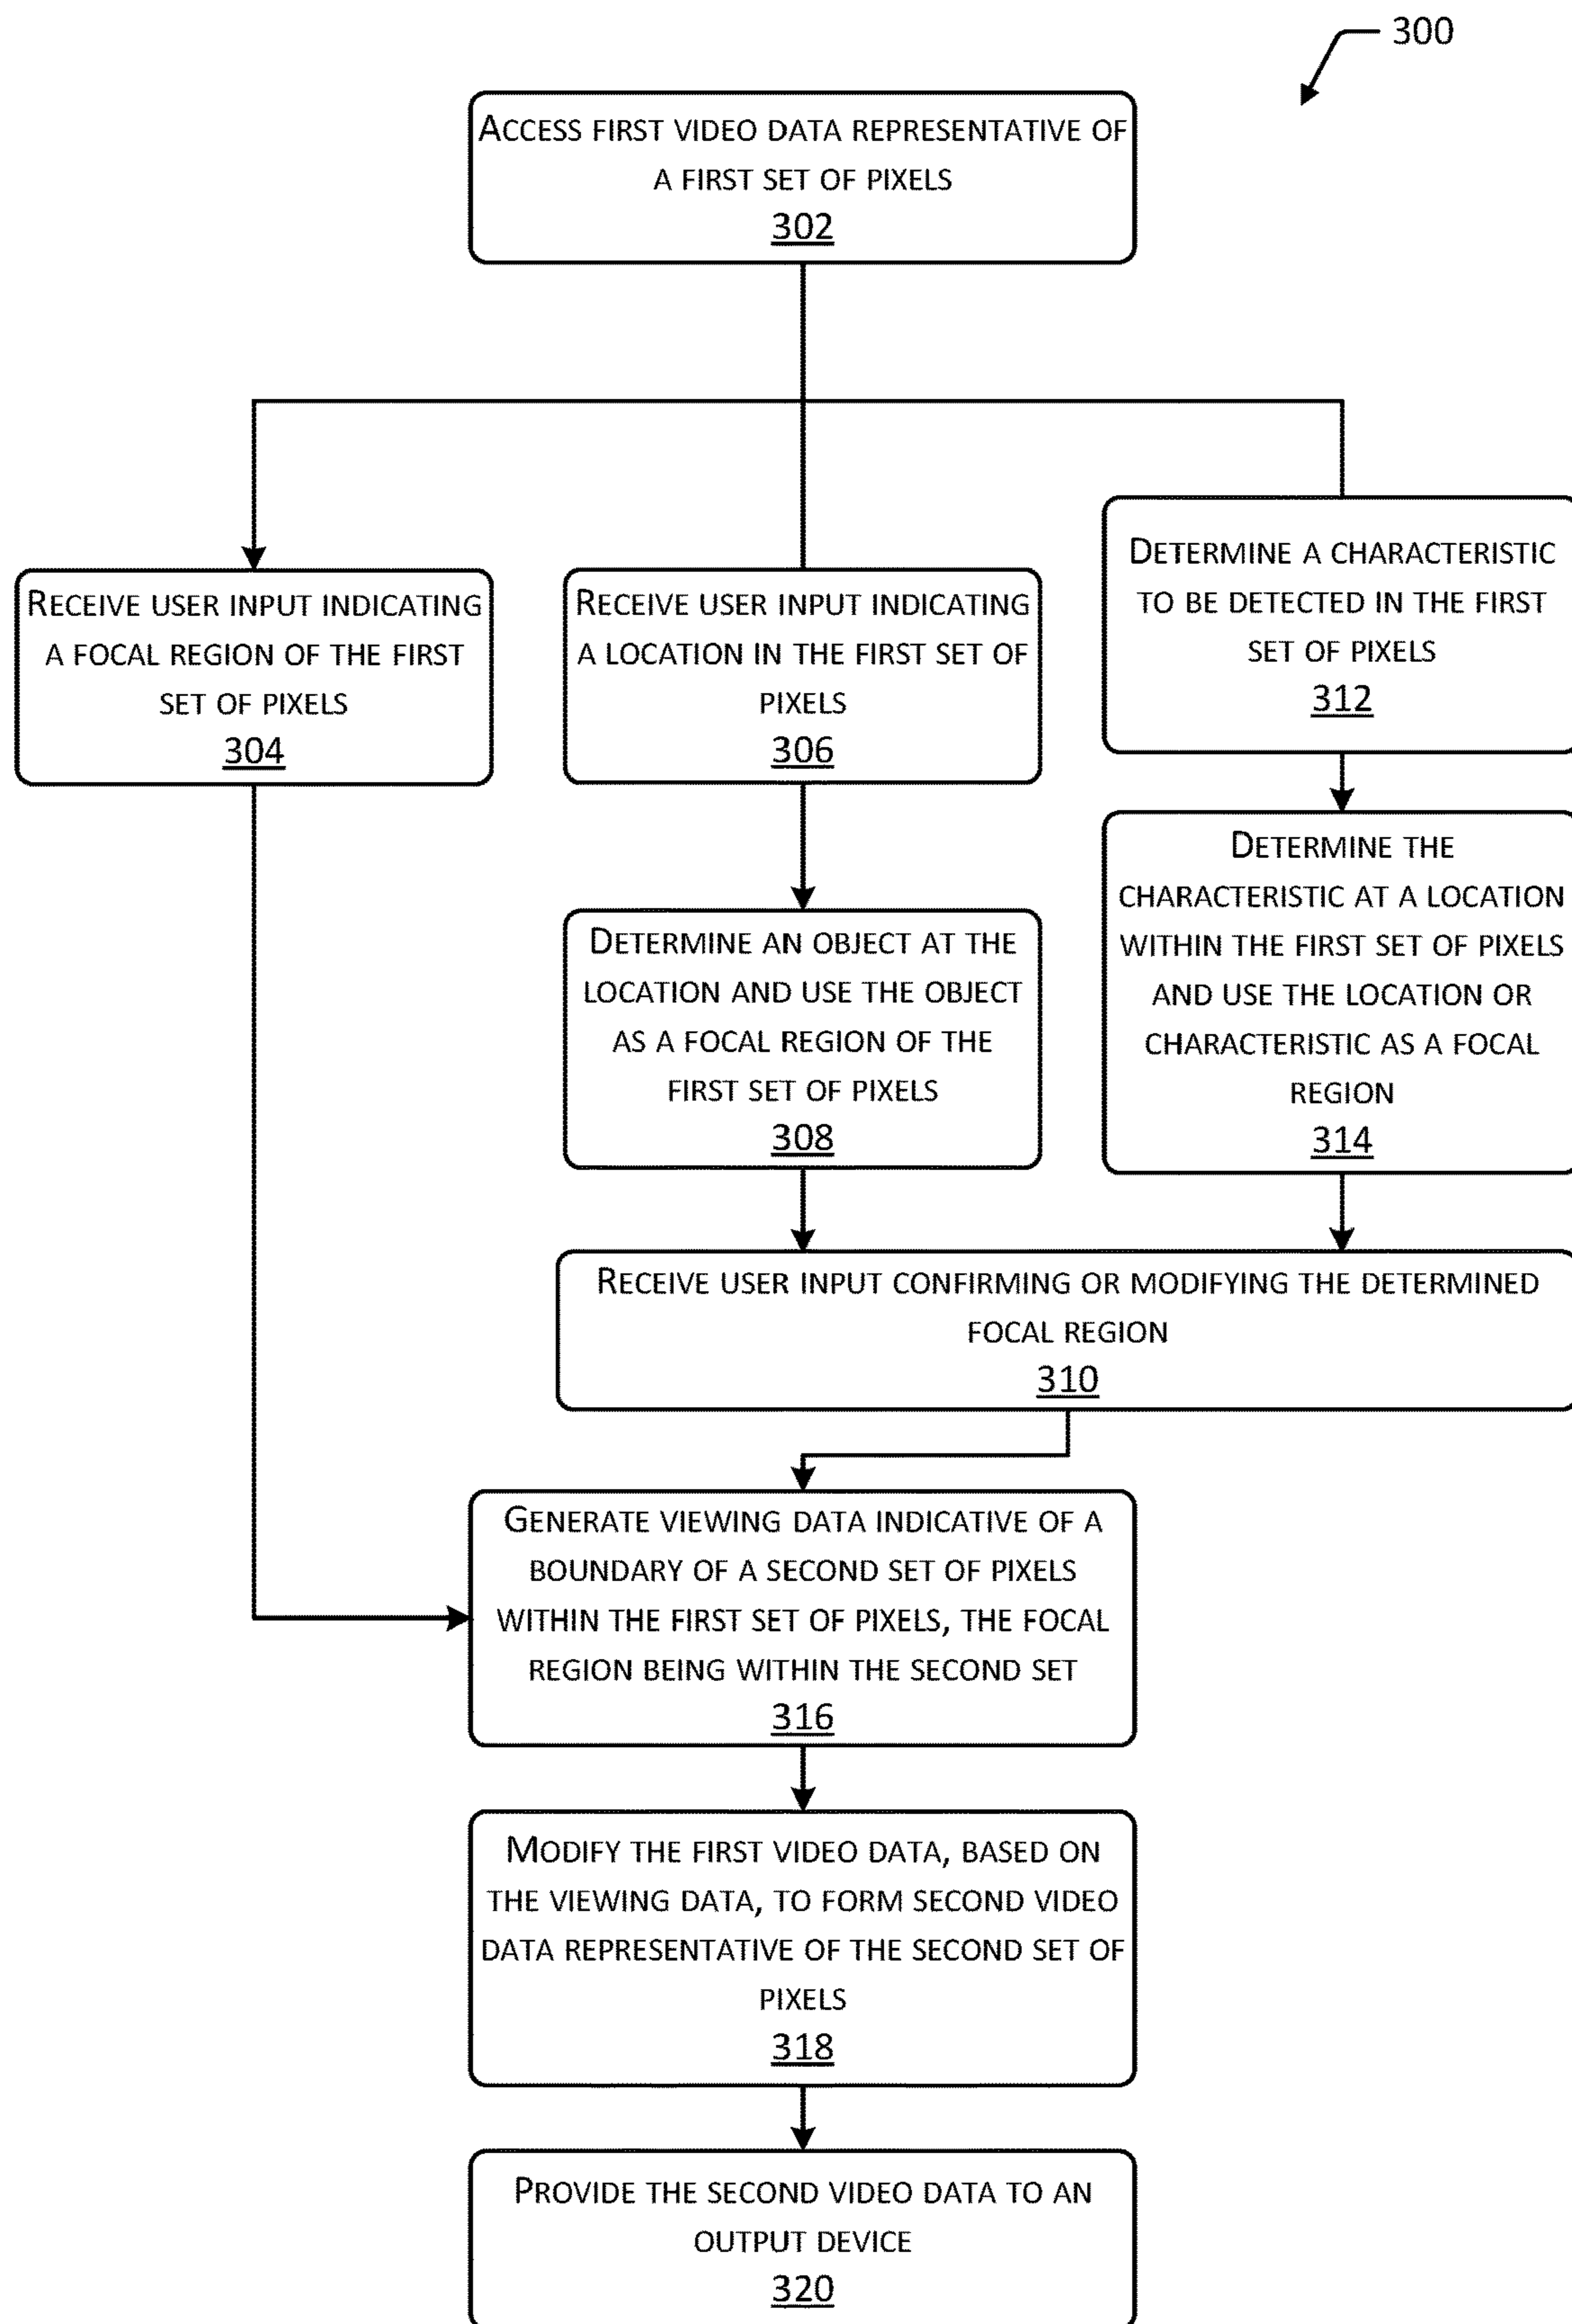 300
ACCESS FIRST VIDEO DATA REPRESENTATIVE OF
A FIRST SET OF PIXELS
302
RECEIVE USER INPUT INDICATING
A FOCAL REGION OF THE FIRST
SET OF PIXELS
304
RECEIVE USER INPUT INDICATING
A LOCATION IN THE FIRST SET OF
PIXELS
306
DETERMINE A CHARACTERISTIC
TO BE DETECTED IN THE FIRST
SET OF PIXELS
312
DETERMINE AN OBJECT AT THE
LOCATION AND USE THE OBJECT
AS A FOCAL REGION OF THE
FIRST SET OF PIXELS
308
DETERMINE THE
CHARACTERISTIC AT A LOCATION
WITHIN THE FIRST SET OF PIXELS
AND USE THE LOCATION OR
CHARACTERISTIC AS A FOCAL
REGION
314
RECEIVE USER INPUT CONFIRMING OR MODIFYING THE DETERMINED
FOCAL REGION
310
GENERATE VIEWING DATA INDICATIVE OF A
BOUNDARY OF A SECOND SET OF PIXELS
WITHIN THE FIRST SET OF PIXELS, THE FOCAL
REGION BEING WITHIN THE SECOND SET
316
MODIFY THE FIRST VIDEO DATA, BASED ON
THE VIEWING DATA, TO FORM SECOND VIDEO
DATA REPRESENTATIVE OF THE SECOND SET OF
PIXELS
318
PROVIDE THE SECOND VIDEO DATA TO AN
OUTPUT DEVICE
320